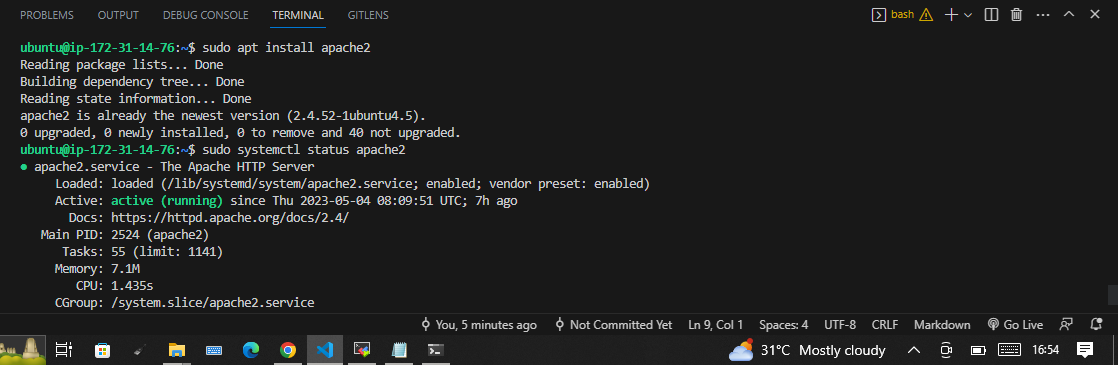 PROBLEMS OUTPUT DEBUG CONSOLE TERMINAL GITLENS bash
ubuntu@ip-172-31-14-76:~$ sudo apt install apache2
Reading package lists... Done
Building dependency tree... Done
Reading state information... Done
apache2 is already the newest version (2.4.52-1ubuntu4.5).
0 upgraded, 0 newly installed, 0 to remove and 40 not upgraded.
ubuntu@ip-172-31-14-76:~$ sudo systemctl status apache2
● apache2.service - The Apache HTTP Server
Loaded: loaded (/lib/systemd/system/apache2.service; enabled; vendor preset: enabled)
Active: active (running) since Thu 2023-05-04 08:09:51 UTC; 7h ago
Docs: https://httpd.apache.org/docs/2.4/
Main PID: 2524 (apache2)
Tasks: 55 (limit: 1141)
Memory: 7.1M
CPU: 1.435s
CGroup: /system.slice/apache2.service
You, 5 minutes ago Not Committed Yet Ln 9, Col 1 Spaces: 4 UTF-8 CRLF Markdown Go Live
31°C Mostly cloudy 16:54